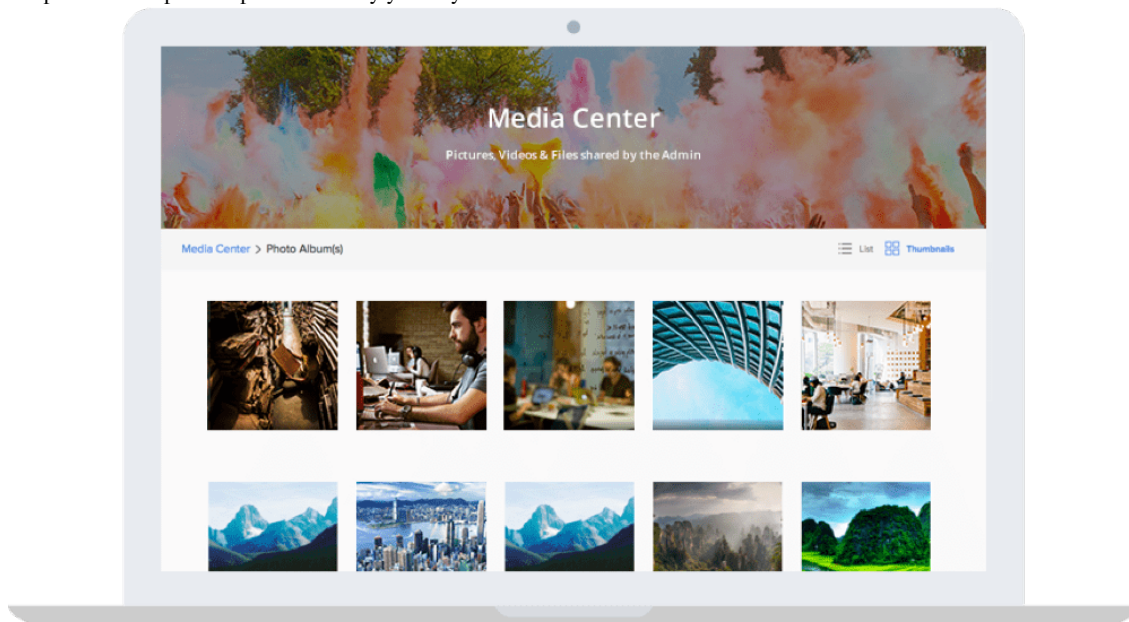 Media Center
Pictures, Videos & Files shared by the Admin
Media Center > Photo Album(s)
List Thumbnails